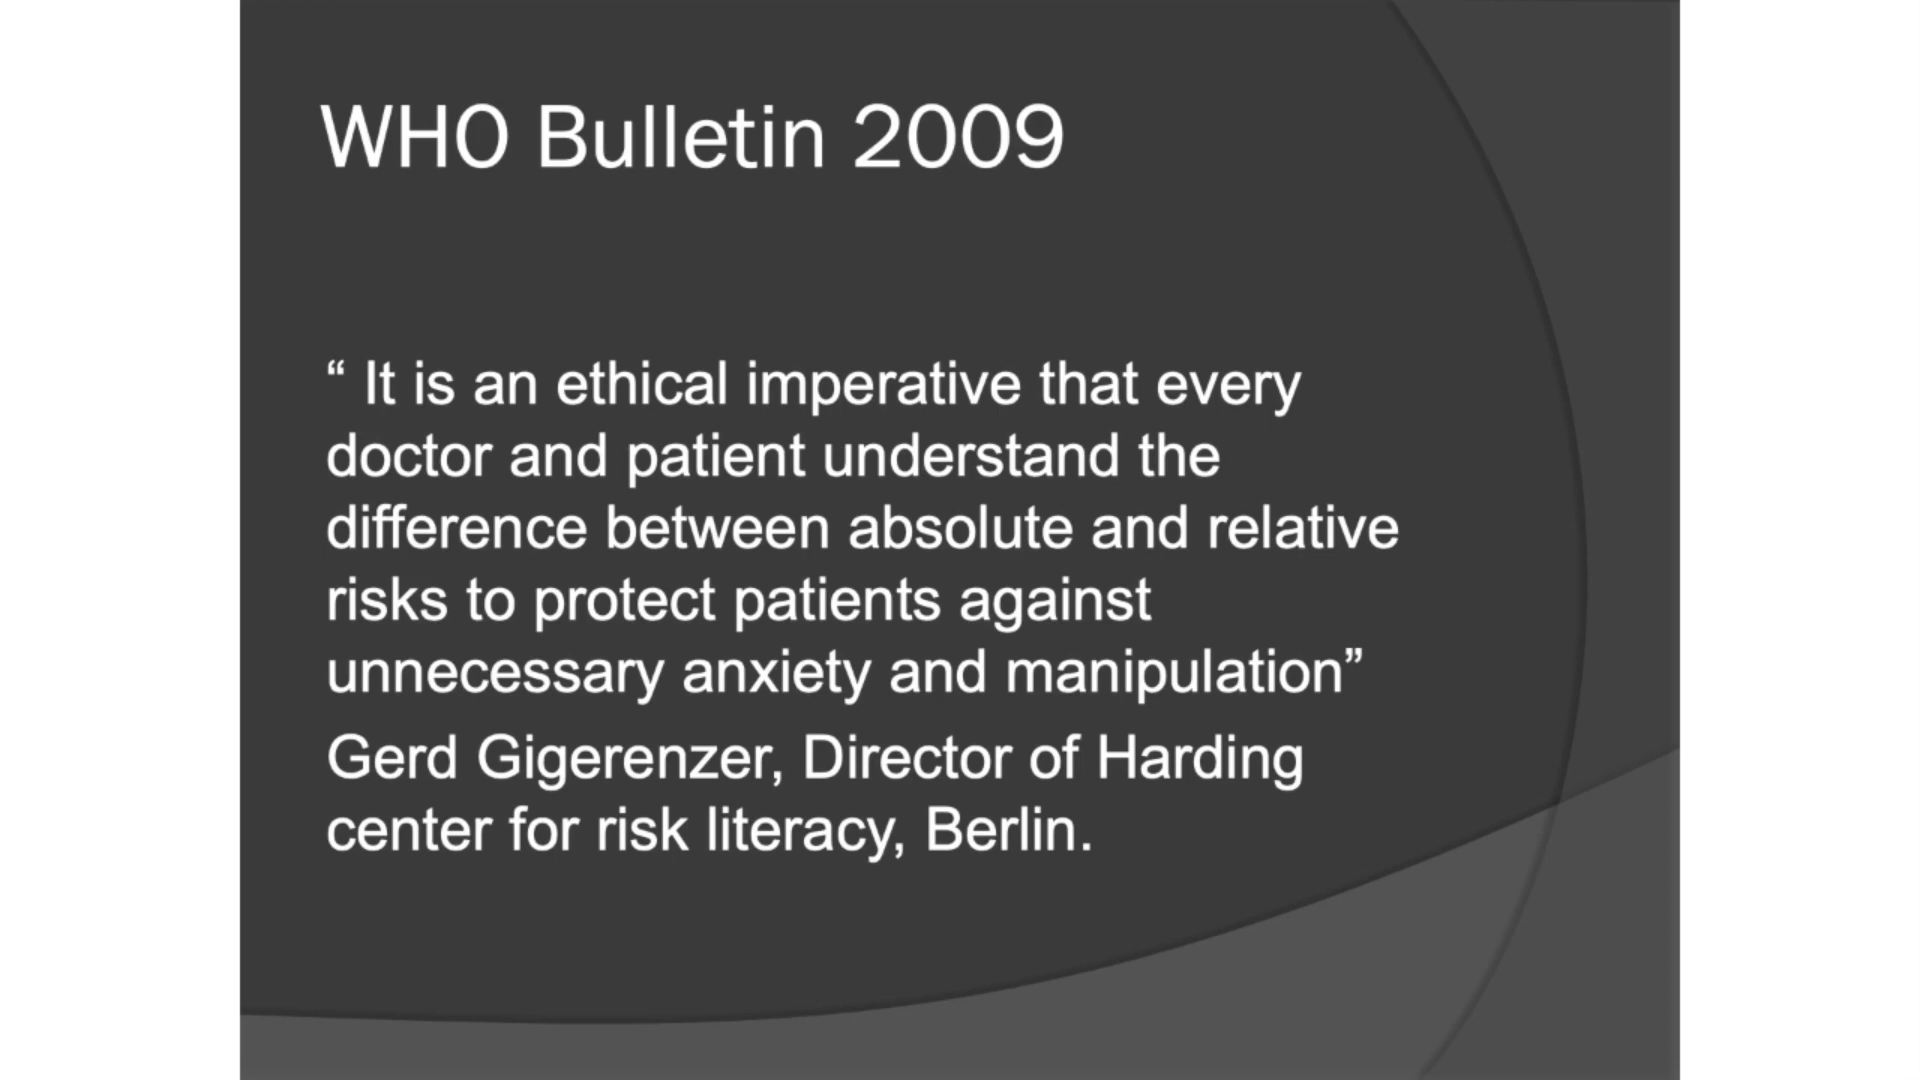 WHO Bulletin 2009
“ It is an ethical imperative that every
doctor and patient understand the
difference between absolute and relative
risks to protect patients against
unnecessary anxiety and manipulation”
Gerd Gigerenzer, Director of Harding
center for risk literacy, Berlin.